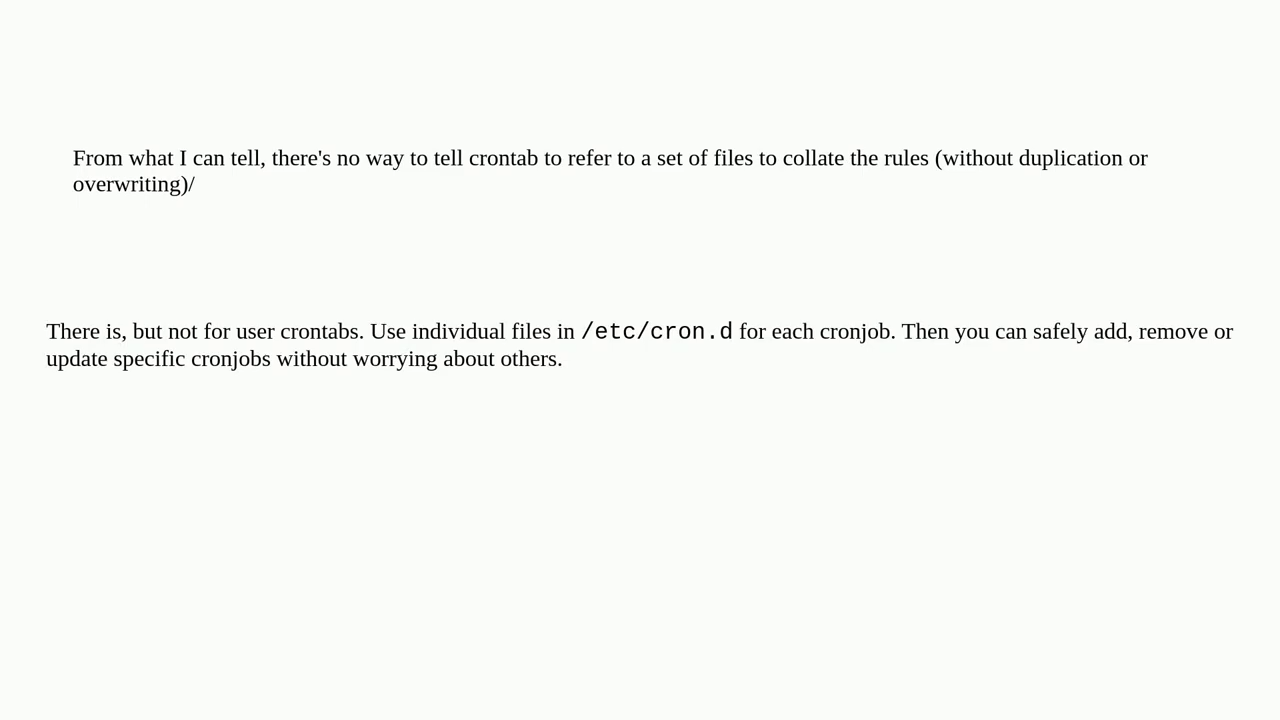 From what I can tell, there's no way to tell crontab to refer to a set of files to collate the rules (without duplication or
overwriting)/
There is, but not for user crontabs. Use individual files in /etc/cron.d for each cronjob. Then you can safely add, remove or
update specific cronjobs without worrying about others.